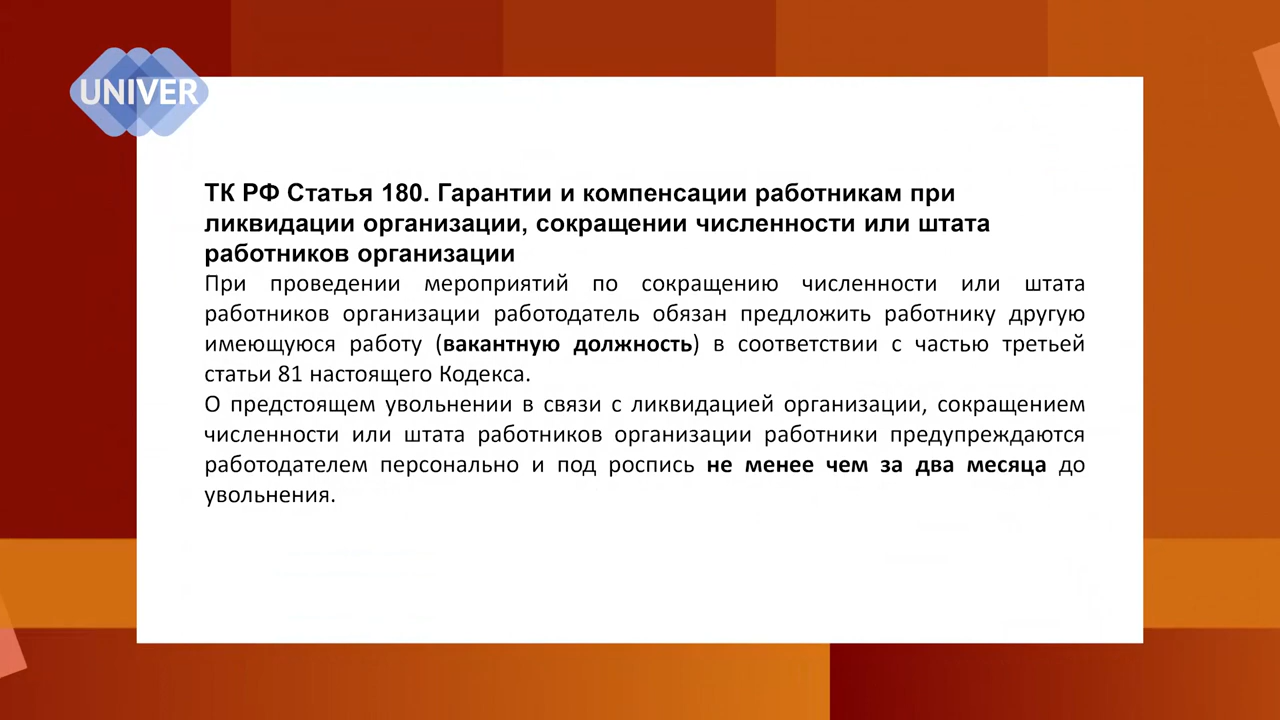 UNIVER
ТК РФ Статья 180. Гарантии и компенсации работникам при
ликвидации организации, сокращении численности или штата
работников организации
При проведении мероприятий по сокращению численности или штата
работников организации работодатель обязан предложить работнику другую
имеющуюся работу (вакантную должность) в соответствии с частью третьей
статьи 81 настоящего Кодекса.
О предстоящем увольнении в связи с ликвидацией организации, сокращением
численности или штата работников организации работники предупреждаются
работодателем персонально и под роспись не менее чем за два месяца до
увольнения.